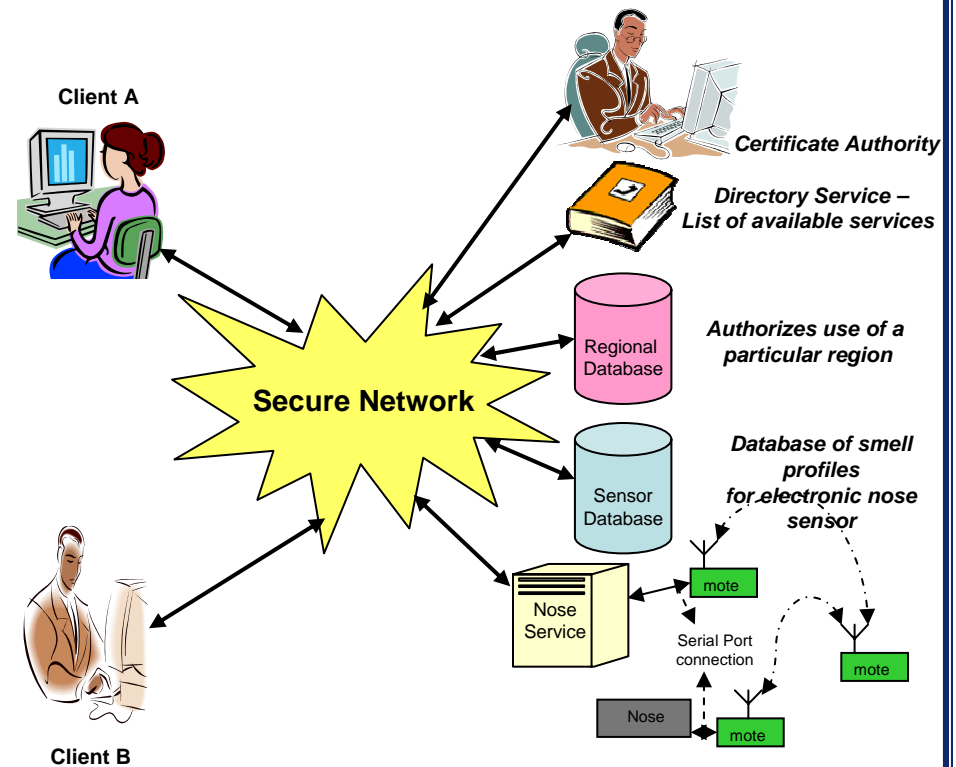 Client A
Certificate Authority
Directory Service –
List of available services
Regional
Database
Authorizes use of a
particular region
Secure Network
Database of smell
profiles
for electronic nose
sensor
Sensor
Database
mote
Nose
Service
Serial Port
connection
mote
Nose
mote
Client B